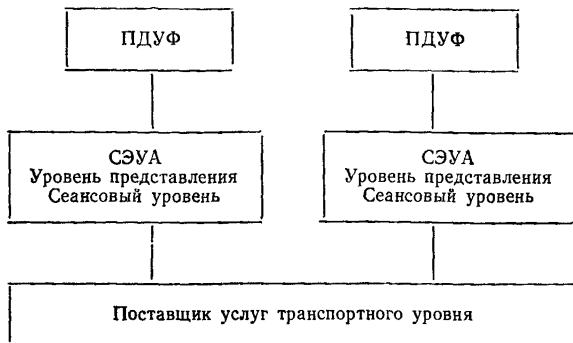 ПДУФ
ПДУФ
СЭУА
Уровень представления
Сеансовый уровень
СЭУА
Уровень представления
Сеансовый уровень
Поставщик услуг транспортного уровня